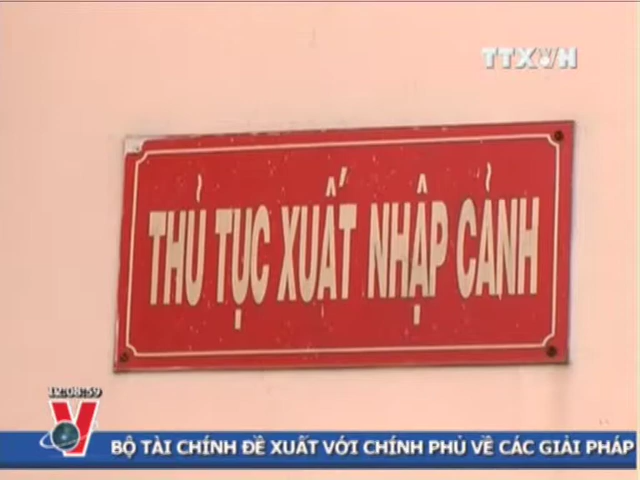 TTXVH
THỦ TỤC XUẤT NHẬP CẢNH
12:08:59
BỘ TÀI CHÍNH ĐỀ XUẤT VỚI CHÍNH PHỦ VỀ CÁC GIẢI PHÁP